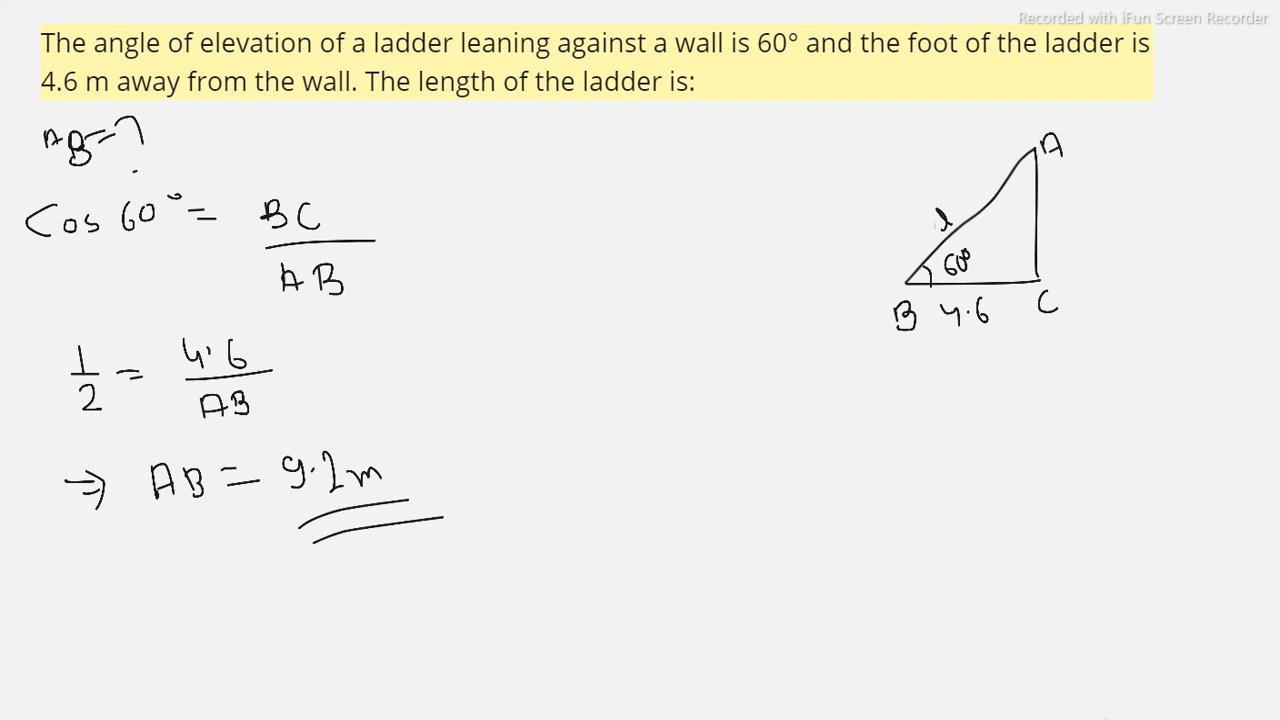 Recorded with iFun Screen Recorder
The angle of elevation of a ladder leaning against a wall is 60° and the foot of the ladder is
4.6 m away from the wall. The length of the ladder is:
AB=?
Cos 60° = BC
AB
1/2 = 4.6
AB
⇒ AB = 9.2m
A
l
60°
B 4.6 C